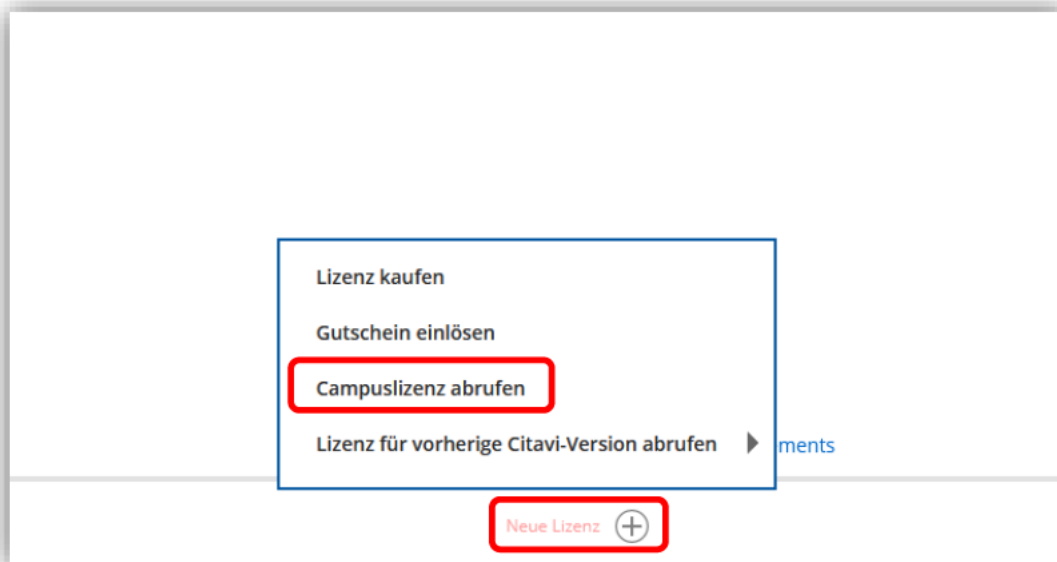 Lizenz kaufen
Gutschein einlösen
Campuslizenz abrufen
Lizenz für vorherige Citavi-Version abrufen
ments
Neue Lizenz